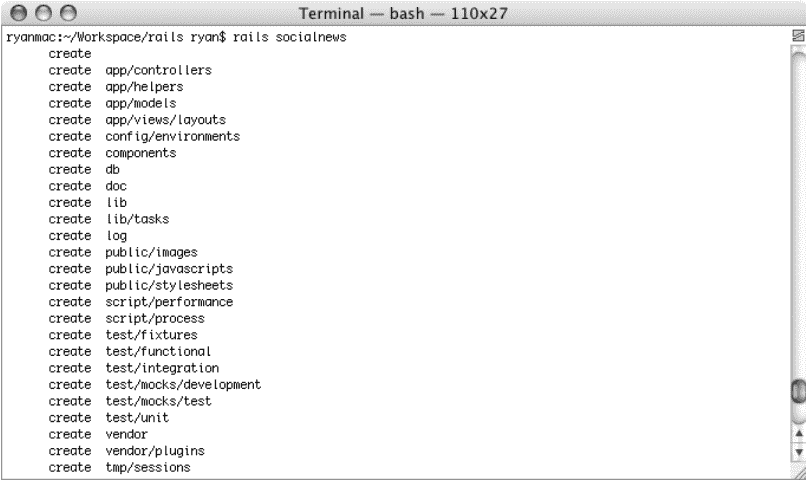 Terminal — bash — 110x27
ryanmac:~/Workspace/rails ryan$ rails socialnews
create
create app/controllers
create app/helpers
create app/models
create app/views/layouts
create config/environments
create components
create db
create doc
create lib
create lib/tasks
create log
create public/images
create public/javascripts
create public/stylesheets
create script/performance
create script/process
create test/fixtures
create test/functional
create test/integration
create test/mocks/development
create test/mocks/test
create test/unit
create vendor
create vendor/plugins
create tmp/sessions